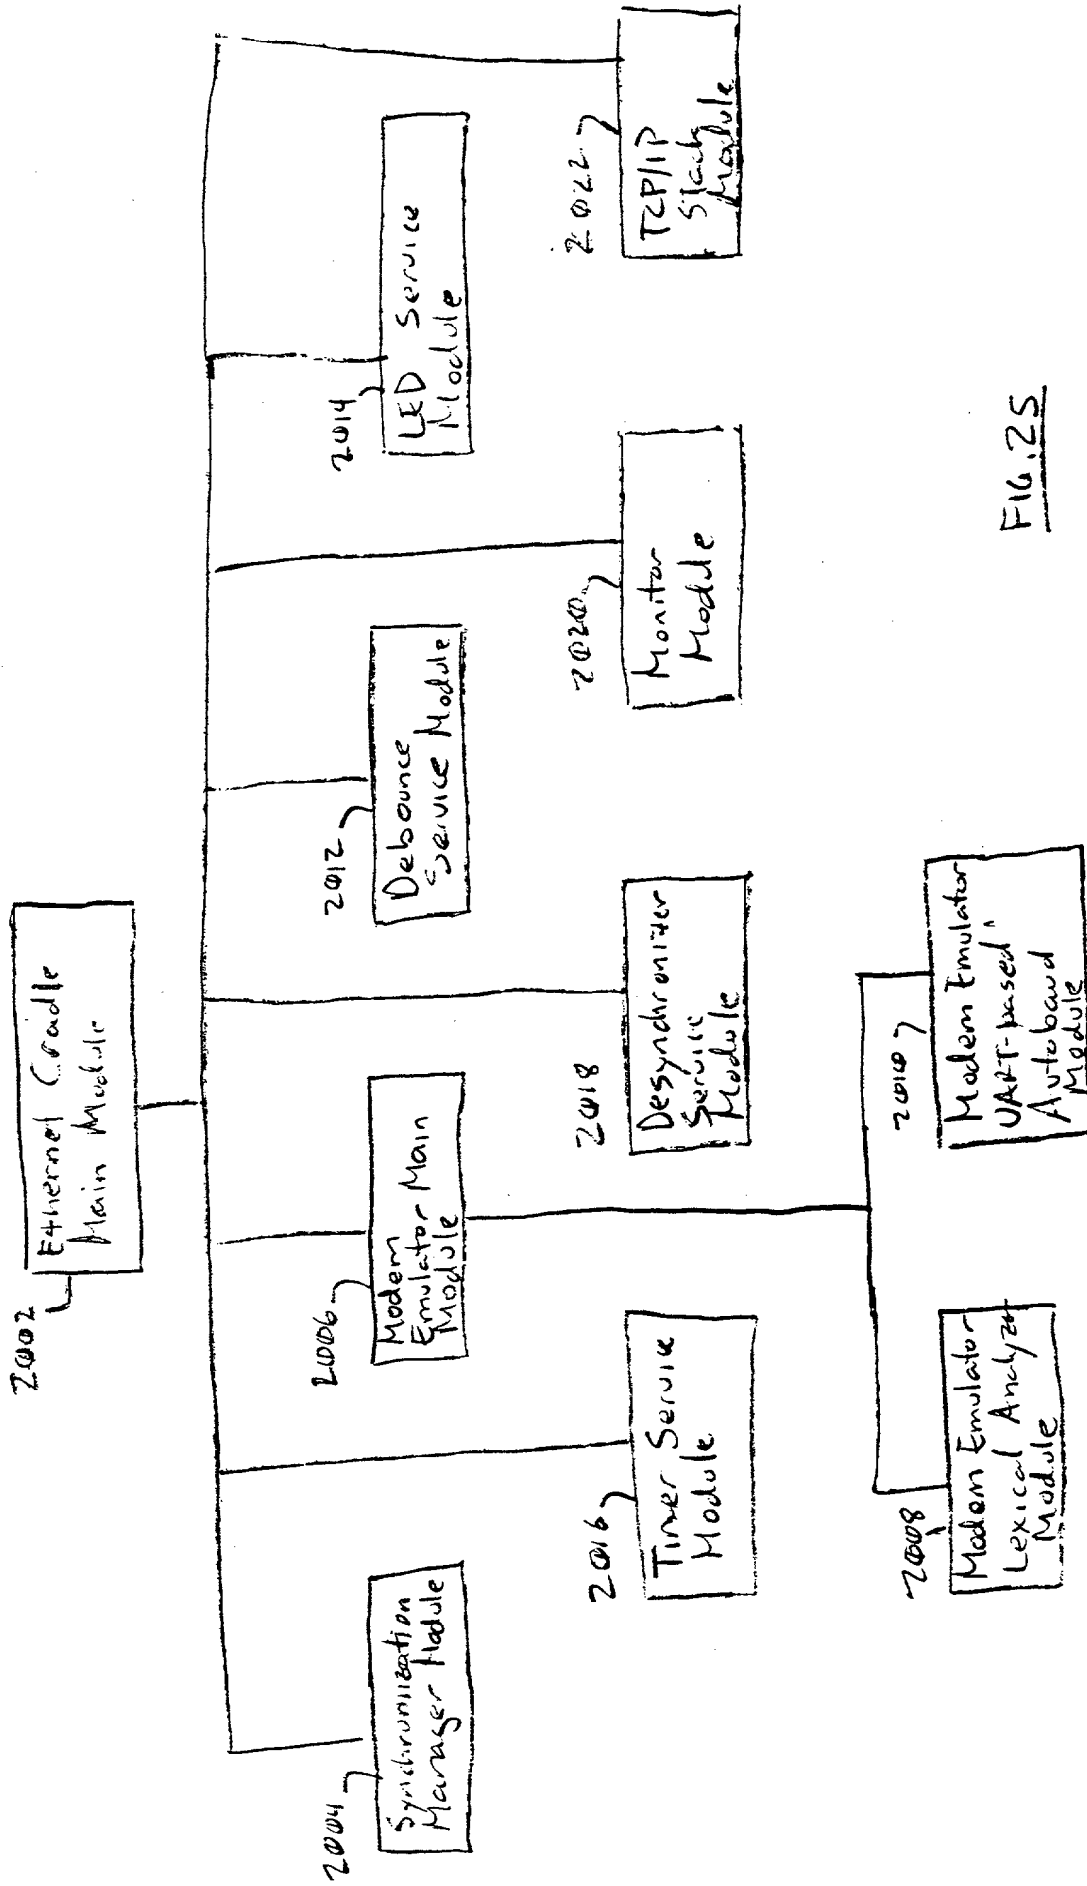 2002
Ethernet Cradle
Main Module
2004
Synchronization
Manager Module
2006
Modem
Emulator Main
Module
2012
Debounce
Service Module
2014
LED Service
Module
2016
Timer Service
Module
2018
Desynchronizer
Service
Module
2020
Monitor
Module
2022
TCP/IP
Stack
Module
2008
Modem Emulator
Lexical Analyzer
Module
2010
Modem Emulator
UART-based
Autobaud
Module
FIG. 25